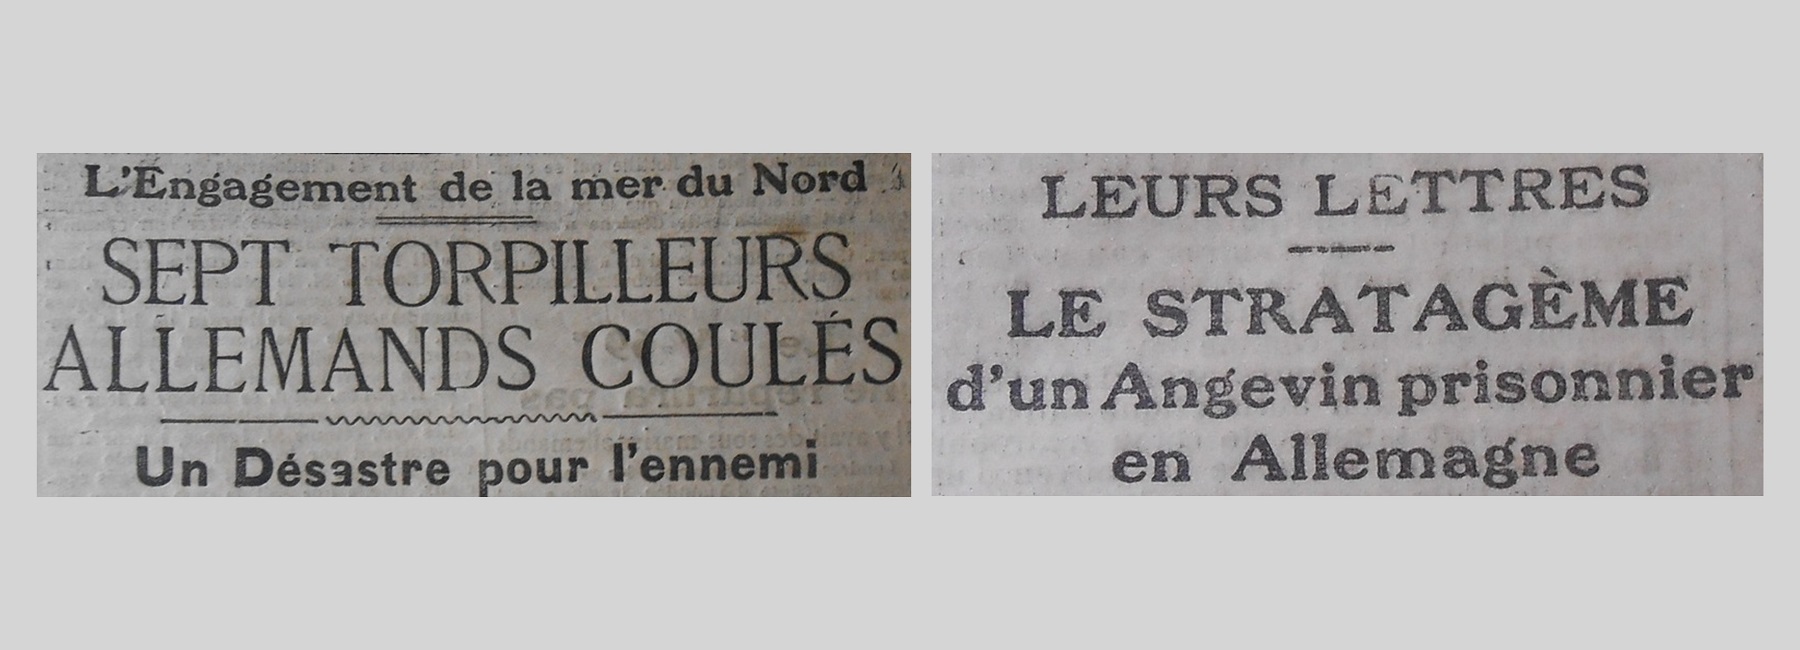 L'Engagement de la mer du Nord
SEPT TORPILLEURS
ALLEMANDS COULÉS
Un Désastre pour l'ennemi
LEURS LETTRES
LE STRATAGÈME
d'un Angevin prisonnier
en Allemagne